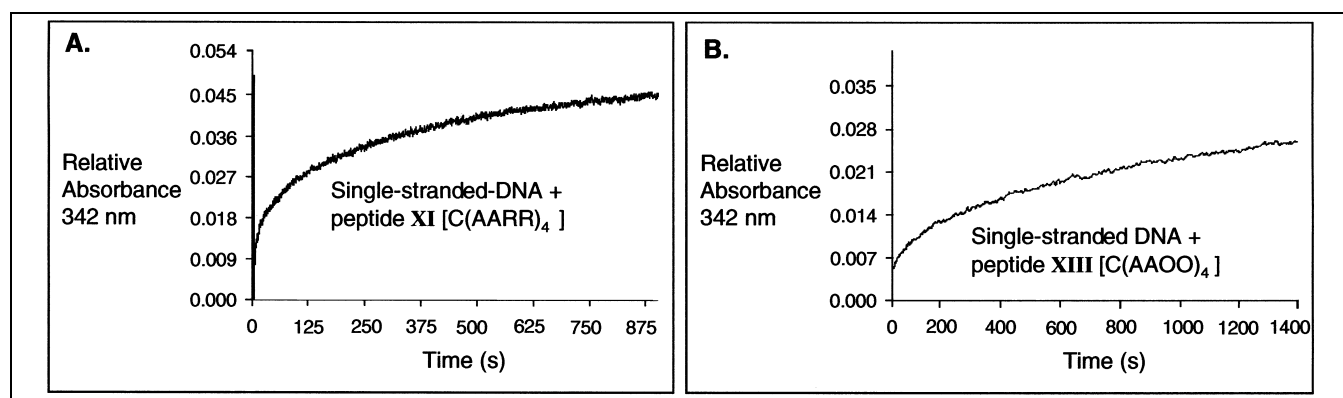 A.
0.054
0.045
0.036
0.027
0.018
0.009
0.000
Relative
Absorbance
342 nm
Single-stranded-DNA +
peptide XI [C(AARR)4 ]
0 125 250 375 500 625 750 875
Time (s)
B.
0.035
0.028
0.021
0.014
0.007
0.000
Relative
Absorbance
342 nm
Single-stranded DNA +
peptide XIII [C(AAOO)4 ]
0 200 400 600 800 1000 1200 1400
Time (s)